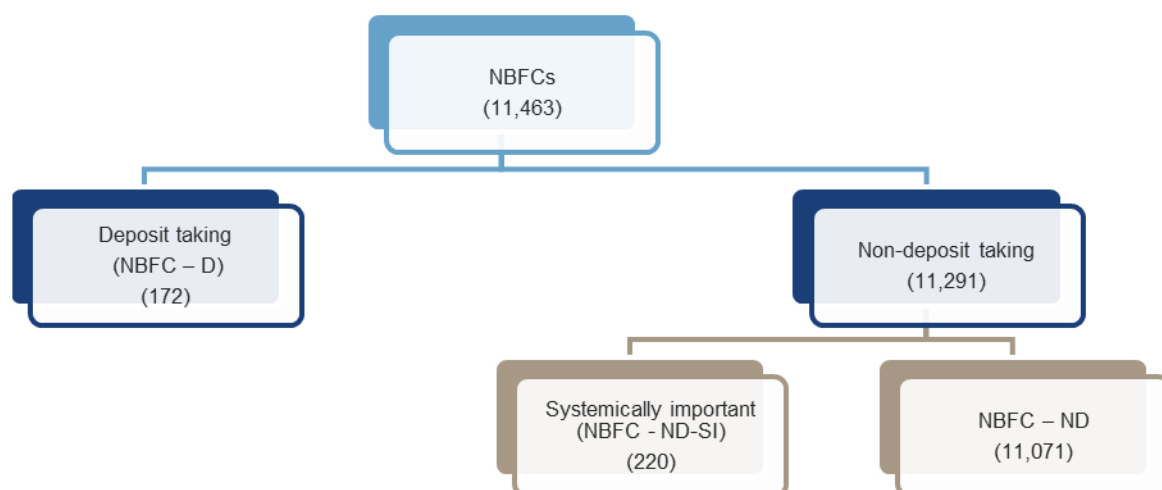 NBFCs
(11,463)
Deposit taking
(NBFC – D)
(172)
Non-deposit taking
(11,291)
Systemically important
(NBFC - ND-SI)
(220)
NBFC – ND
(11,071)